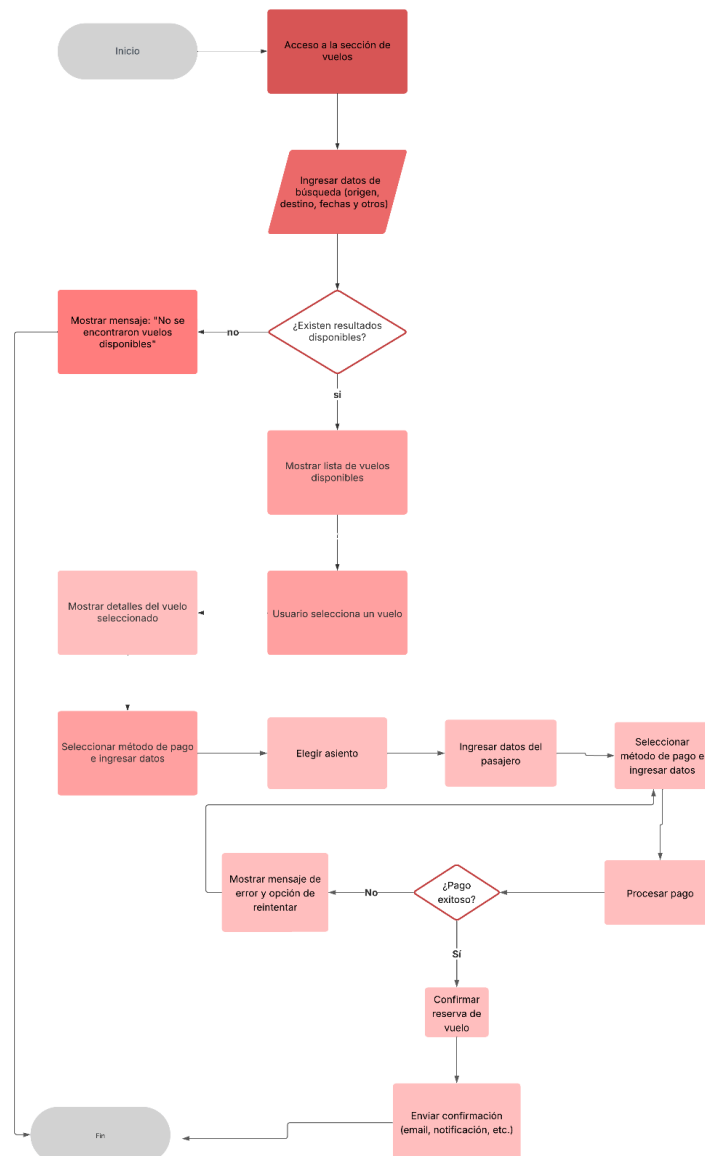 Inicio
Acceso a la sección de
vuelos
Ingresar datos de
búsqueda (origen,
destino, fechas y otros)
Mostrar mensaje: "No se
encontraron vuelos
disponibles"
no
¿Existen resultados
disponibles?
si
Mostrar lista de vuelos
disponibles
Mostrar detalles del vuelo
seleccionado
Usuario selecciona un vuelo
Seleccionar método de pago
e ingresar datos
Elegir asiento
Ingresar datos del
pasajero
Seleccionar
método de pago e
ingresar datos
Mostrar mensaje de
error y opción de
reintentar
No
¿Pago
exitoso?
Procesar pago
Sí
Confirmar
reserva de
vuelo
Enviar confirmación
(email, notificación, etc.)
Fin